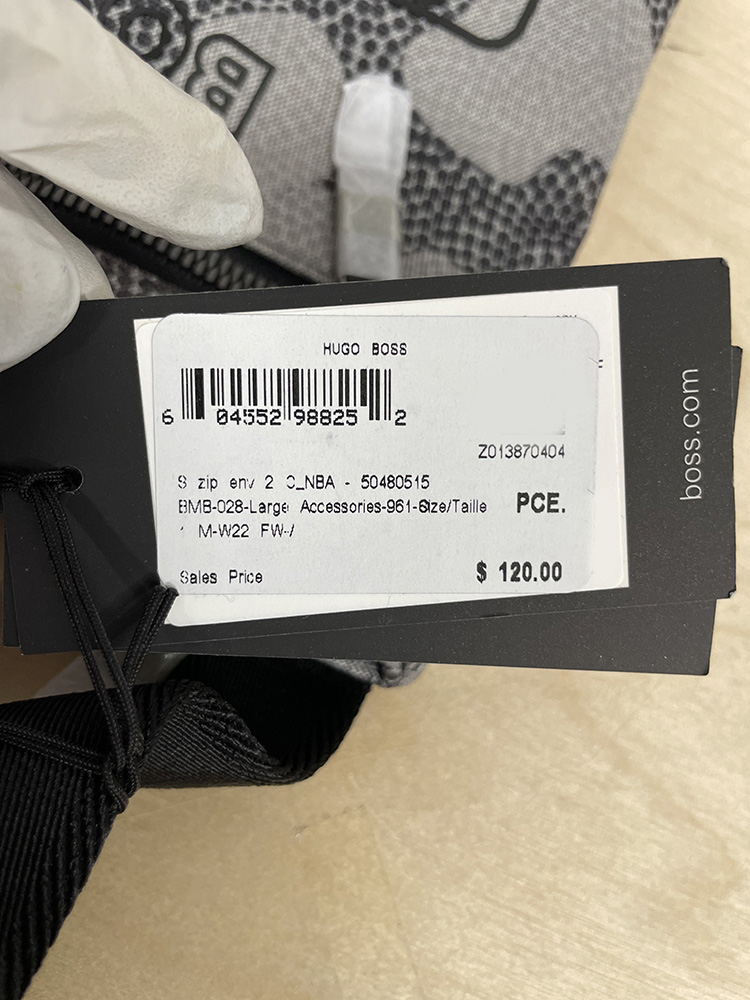 B
HUGO BOSS
6 04552 98825 2
Z013870404
S zip env 2 C_NBA - 50480515
BMB-028-Large Accessories-961-Size/Taille
PCE.
M-W22 FW-/
Sales Price $ 120.00
boss.com